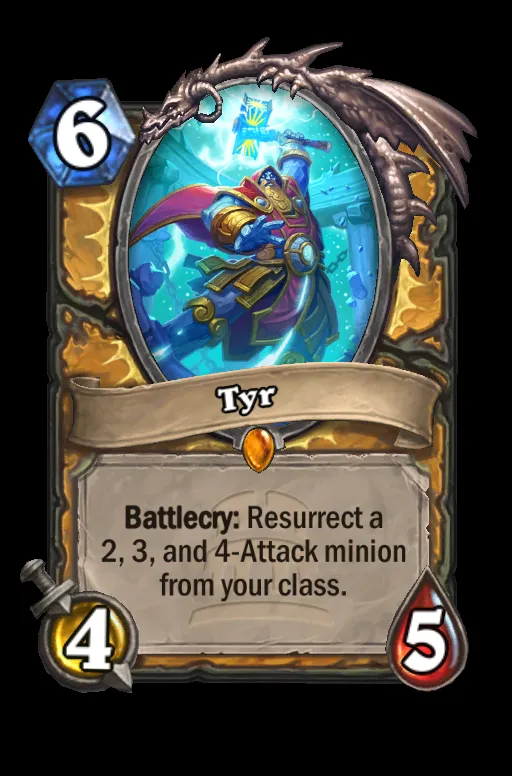 6
Tyr
Battlecry: Resurrect a
2, 3, and 4-Attack minion
from your class.
4
5